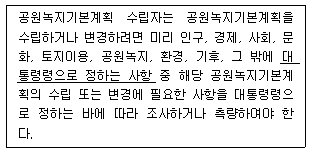 공원녹지기본계획 수립자는 공원녹지기본계획을
수립하거나 변경하려면 미리 인구, 경제, 사회, 문
화, 토지이용, 공원녹지, 환경, 기후, 그 밖에 대
통령령으로 정하는 사항 중 해당 공원녹지기본계
획의 수립 또는 변경에 필요한 사항을 대통령령으
로 정하는 바에 따라 조사하거나 측량하여야 한
다.